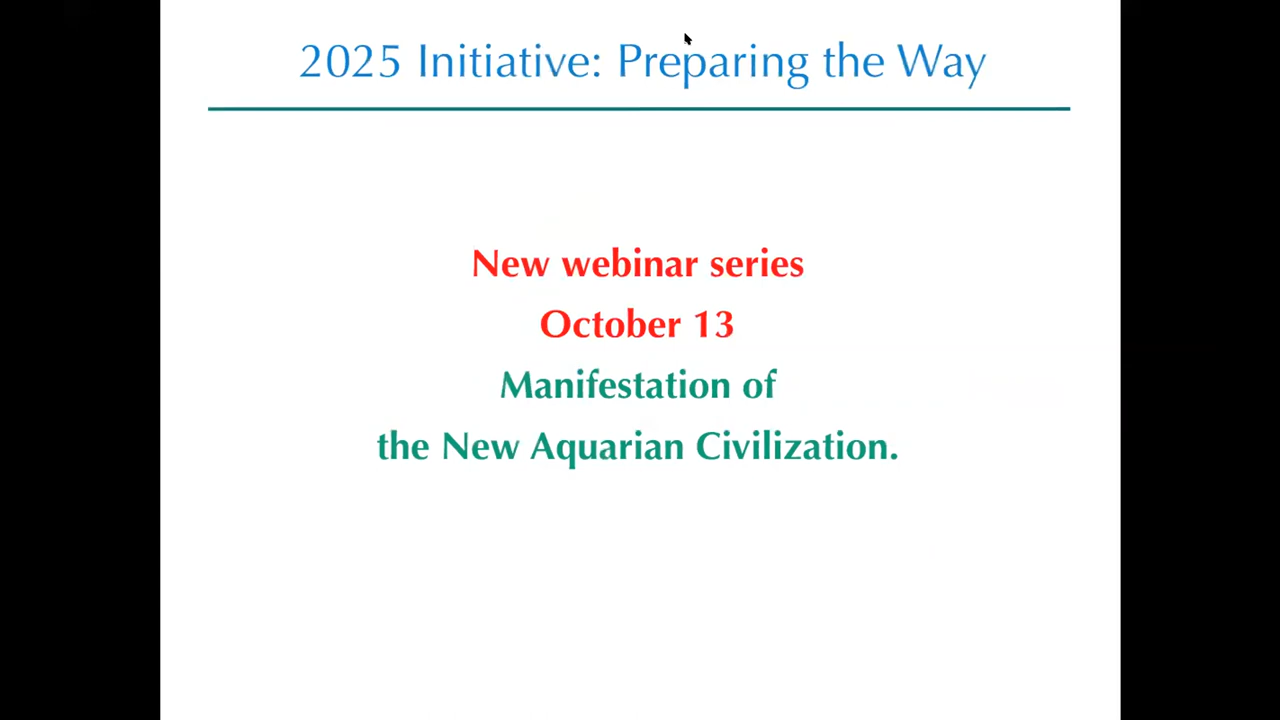 2025 Initiative: Preparing the Way
New webinar series
October 13
Manifestation of
the New Aquarian Civilization.